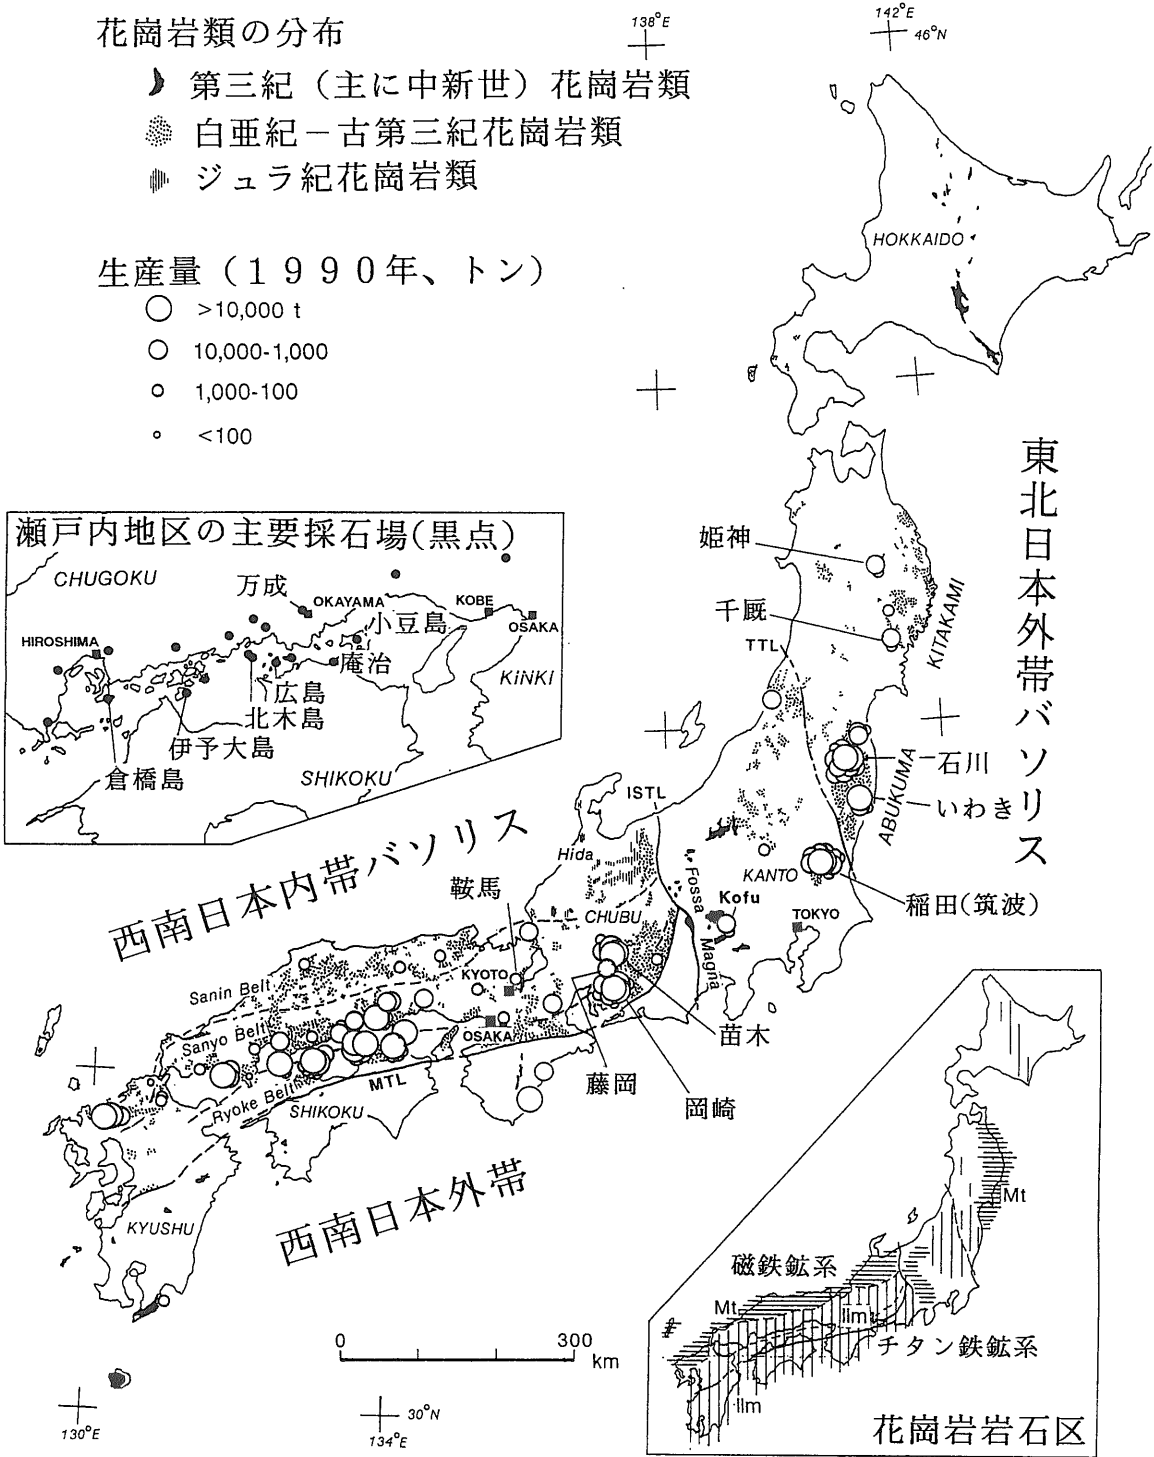 花崗岩類の分布
第三紀（主に中新世）花崗岩類
白亜紀－古第三紀花崗岩類
ジュラ紀花崗岩類
生産量（１９９０年、トン）
>10,000 t
10,000-1,000
1,000-100
<100
138°E
142°E
46°N
HOKKAIDO
東北日本外帯バソリス
瀬戸内地区の主要採石場(黒点)
CHUGOKU
万成
OKAYAMA
KOBE
OSAKA
小豆島
HIROSHIMA
庵治
KiNKI
広島
北木島
伊予大島
倉橋島
SHIKOKU
姫神
千厩
KITAKAMI
TTL
石川
いわき
ABUKUMA
稲田(筑波)
ISTL
西南日本内帯バソリス
Hida
鞍馬
CHUBU
Fossa
Magna
Kofu
KANTO
TOKYO
KYOTO
OSAKA
Sanin Belt
Sanyo Belt
Ryoke Belt
MTL
SHIKOKU
苗木
藤岡
岡崎
西南日本外帯
KYUSHU
0
300
km
130°E
134°E
30°N
Mt
磁鉄鉱系
Mt
Ilm
チタン鉄鉱系
Ilm
花崗岩岩石区